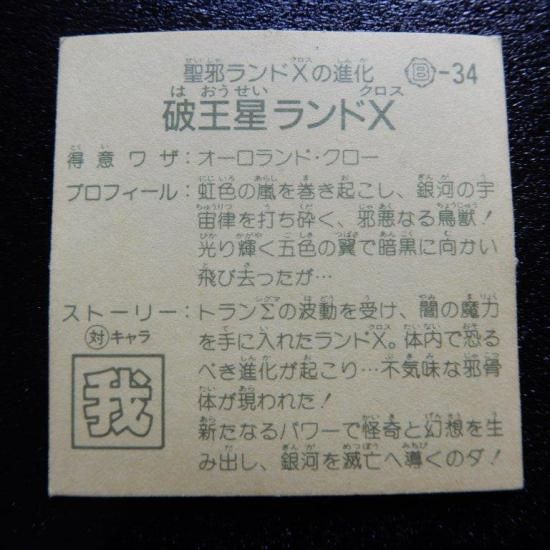 聖邪ランドXの進化 Ⓑ-34
破王星ランドX
得意ワザ:オーロランド・クロー
プロフィール:虹色の嵐を巻き起こし、銀河の宇
宙律を打ち砕く、邪悪なる鳥獣!
光り輝く五色の翼で暗黒に向かい
飛び去ったが…
ストーリー:トランΣの波動を受け、闇の魔力
対キャラ を手に入れたランドX。体内で恐る
べき進化が起こり…不気味な邪骨
体が現われた!
我 新たなるパワーで怪奇と幻想を生
み出し、銀河を滅亡へ導くのダ!